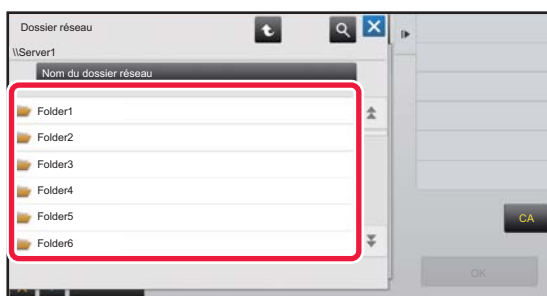 Dossier réseau
\\Server1
Nom du dossier réseau
Folder1
Folder2
Folder3
Folder4
Folder5
Folder6
CA
OK